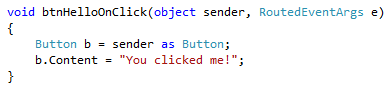 void btnHelloOnClick(object sender, RoutedEventArgs e)
{
    Button b = sender as Button;
    b.Content = "You clicked me!";
}